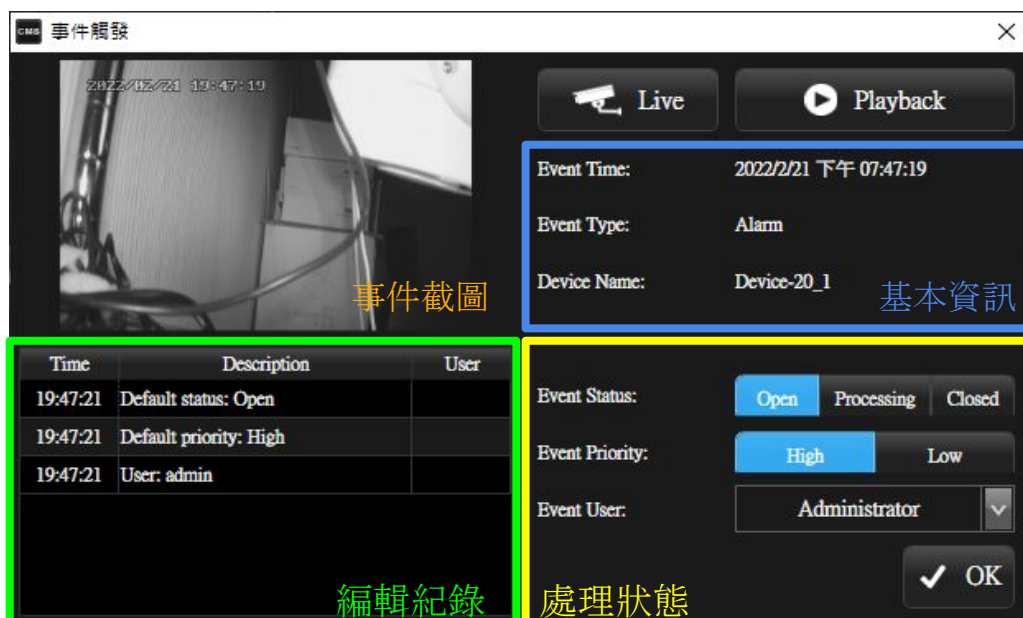 CMS 事件觸發
2022/02/21 19:47:19
Live
Playback
Event Time: 2022/2/21 下午 07:47:19
Event Type: Alarm
Device Name: Device-20_1
事件截圖
基本資訊
Time Description User
19:47:21 Default status: Open
19:47:21 Default priority: High
19:47:21 User: admin
編輯紀錄
Event Status: Open Processing Closed
Event Priority: High Low
Event User: Administrator
OK
處理狀態